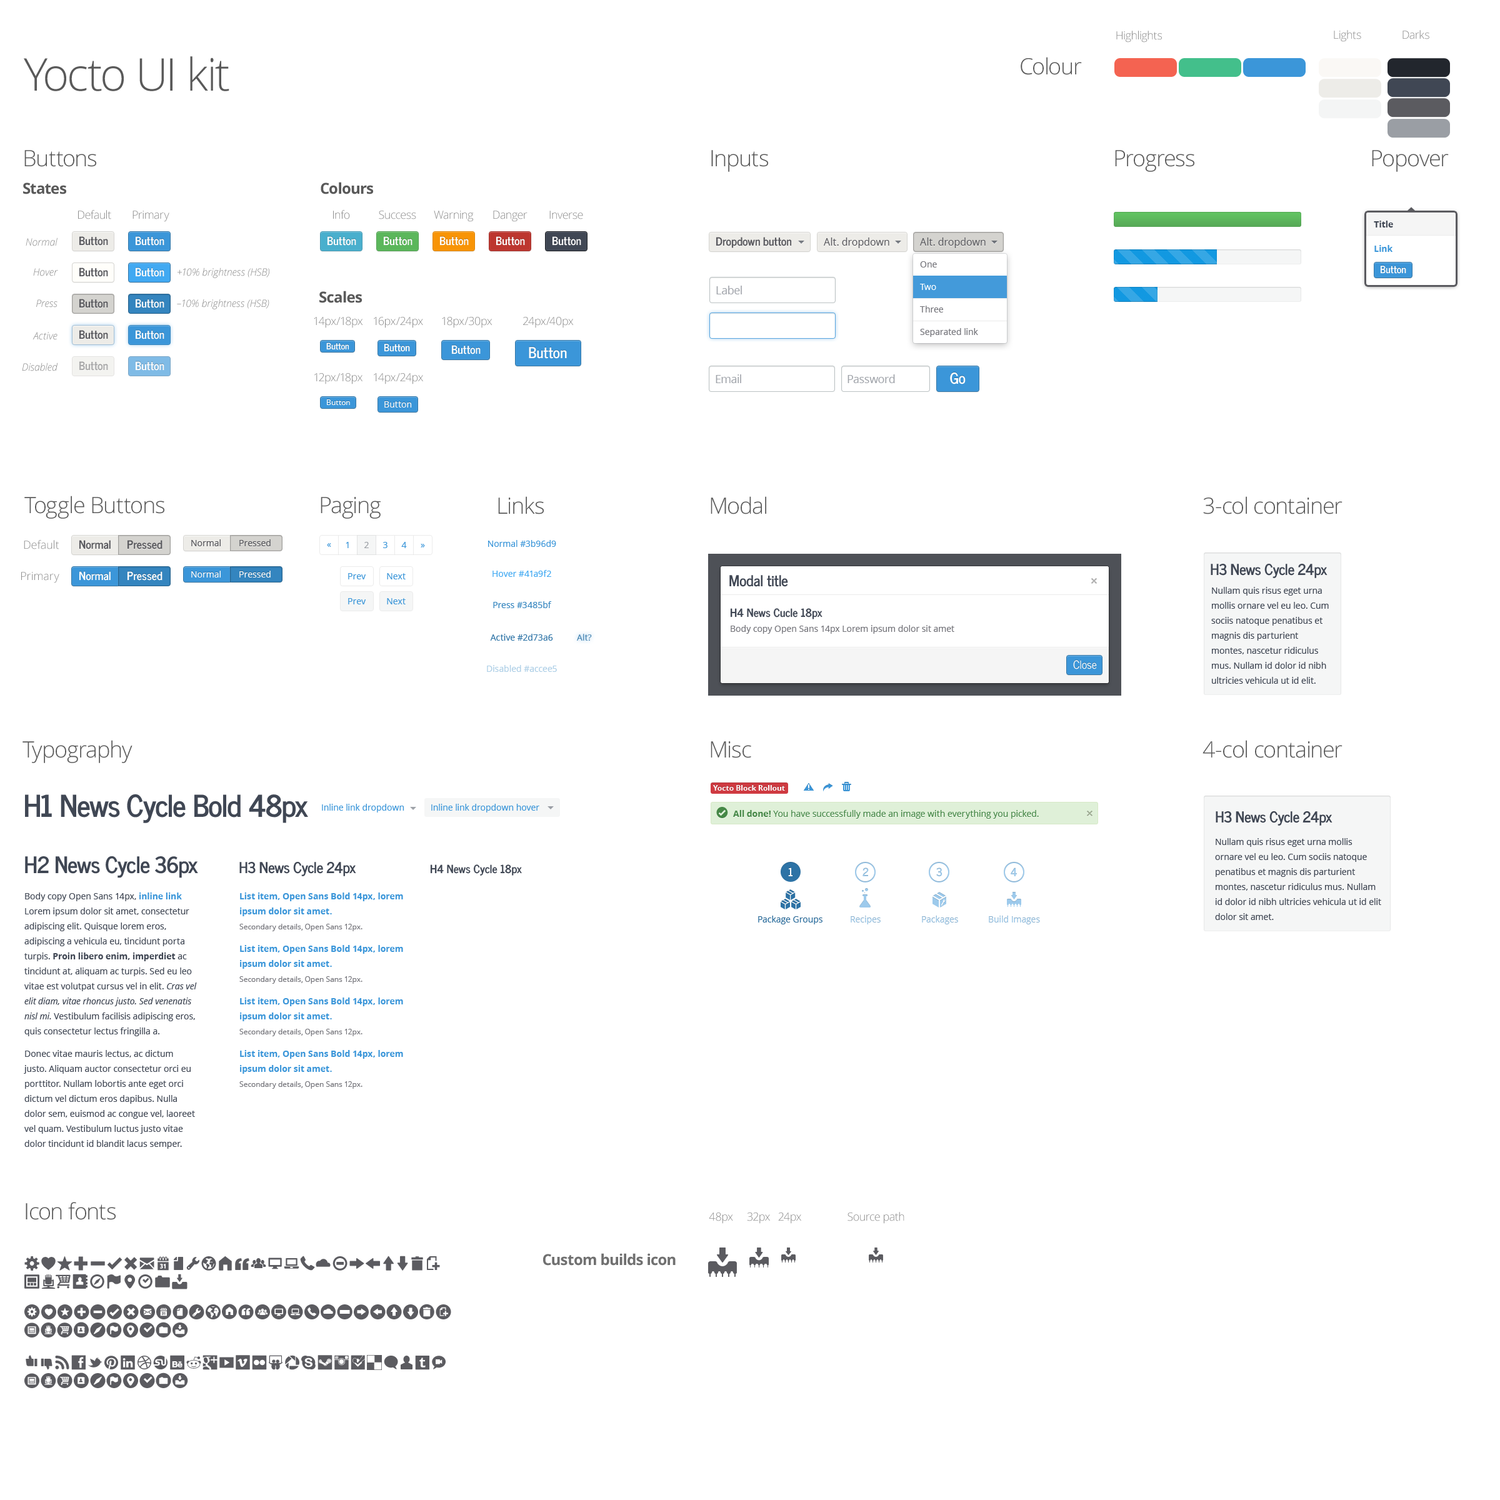 Yocto UI kit
Colour
Highlights
Lights
Darks
Buttons
States
Default Primary
Normal Button Button
Hover Button Button +10% brightness (HSB)
Press Button Button –10% brightness (HSB)
Active Button Button
Disabled Button Button
Colours
Info Success Warning Danger Inverse
Button Button Button Button Button
Scales
14px/18px 16px/24px 18px/30px 24px/40px
Button Button Button Button
12px/18px 14px/24px
Button Button
Inputs
Dropdown button Alt. dropdown Alt. dropdown
One
Two
Three
Separated link
Label
Email Password Go
Progress
Popover
Title
Link
Button
Toggle Buttons
Default Normal Pressed Normal Pressed
Primary Normal Pressed Normal Pressed
Paging
« 1 2 3 4 »
Prev Next
Prev Next
Links
Normal #3b96d9
Hover #41a9f2
Press #3485bf
Active #2d73a6 Alt?
Disabled #accee5
Modal
Modal title ×
H4 News Cucle 18px
Body copy Open Sans 14px Lorem ipsum dolor sit amet
Close
3-col container
H3 News Cycle 24px
Nullam quis risus eget urna
mollis ornare vel eu leo. Cum
sociis natoque penatibus et
magnis dis parturient
montes, nascetur ridiculus
mus. Nullam id dolor id nibh
ultricies vehicula ut id elit.
Typography
H1 News Cycle Bold 48px Inline link dropdown Inline link dropdown hover
H2 News Cycle 36px
Body copy Open Sans 14px, inline link
Lorem ipsum dolor sit amet, consectetur
adipiscing elit. Quisque lorem eros,
adipiscing a vehicula eu, tincidunt porta
turpis. Proin libero enim, imperdiet ac
tincidunt at, aliquam ac turpis. Sed eu leo
vitae est volutpat cursus vel in elit. Cras vel
elit diam, vitae rhoncus justo. Sed venenatis
nisl mi. Vestibulum facilisis adipiscing eros,
quis consectetur lectus fringilla a.
Donec vitae mauris lectus, ac dictum
justo. Aliquam auctor consectetur orci eu
porttitor. Nullam lobortis ante eget orci
dictum vel dictum eros dapibus. Nulla
dolor sem, euismod ac congue vel, laoreet
vel quam. Vestibulum luctus justo vitae
dolor tincidunt id blandit lacus semper.
H3 News Cycle 24px
List item, Open Sans Bold 14px, lorem
ipsum dolor sit amet.
Secondary details, Open Sans 12px.
List item, Open Sans Bold 14px, lorem
ipsum dolor sit amet.
Secondary details, Open Sans 12px.
List item, Open Sans Bold 14px, lorem
ipsum dolor sit amet.
Secondary details, Open Sans 12px.
List item, Open Sans Bold 14px, lorem
ipsum dolor sit amet.
Secondary details, Open Sans 12px.
H4 News Cycle 18px
Misc
Yocto Block Rollout
All done! You have successfully made an image with everything you picked. ×
1 2 3 4
Package Groups Recipes Packages Build Images
4-col container
H3 News Cycle 24px
Nullam quis risus eget urna mollis
ornare vel eu leo. Cum sociis natoque
penatibus et magnis dis parturient
montes, nascetur ridiculus mus. Nullam
id dolor id nibh ultricies vehicula ut id elit
dolor sit amet.
Icon fonts
Custom builds icon
48px 32px 24px Source path